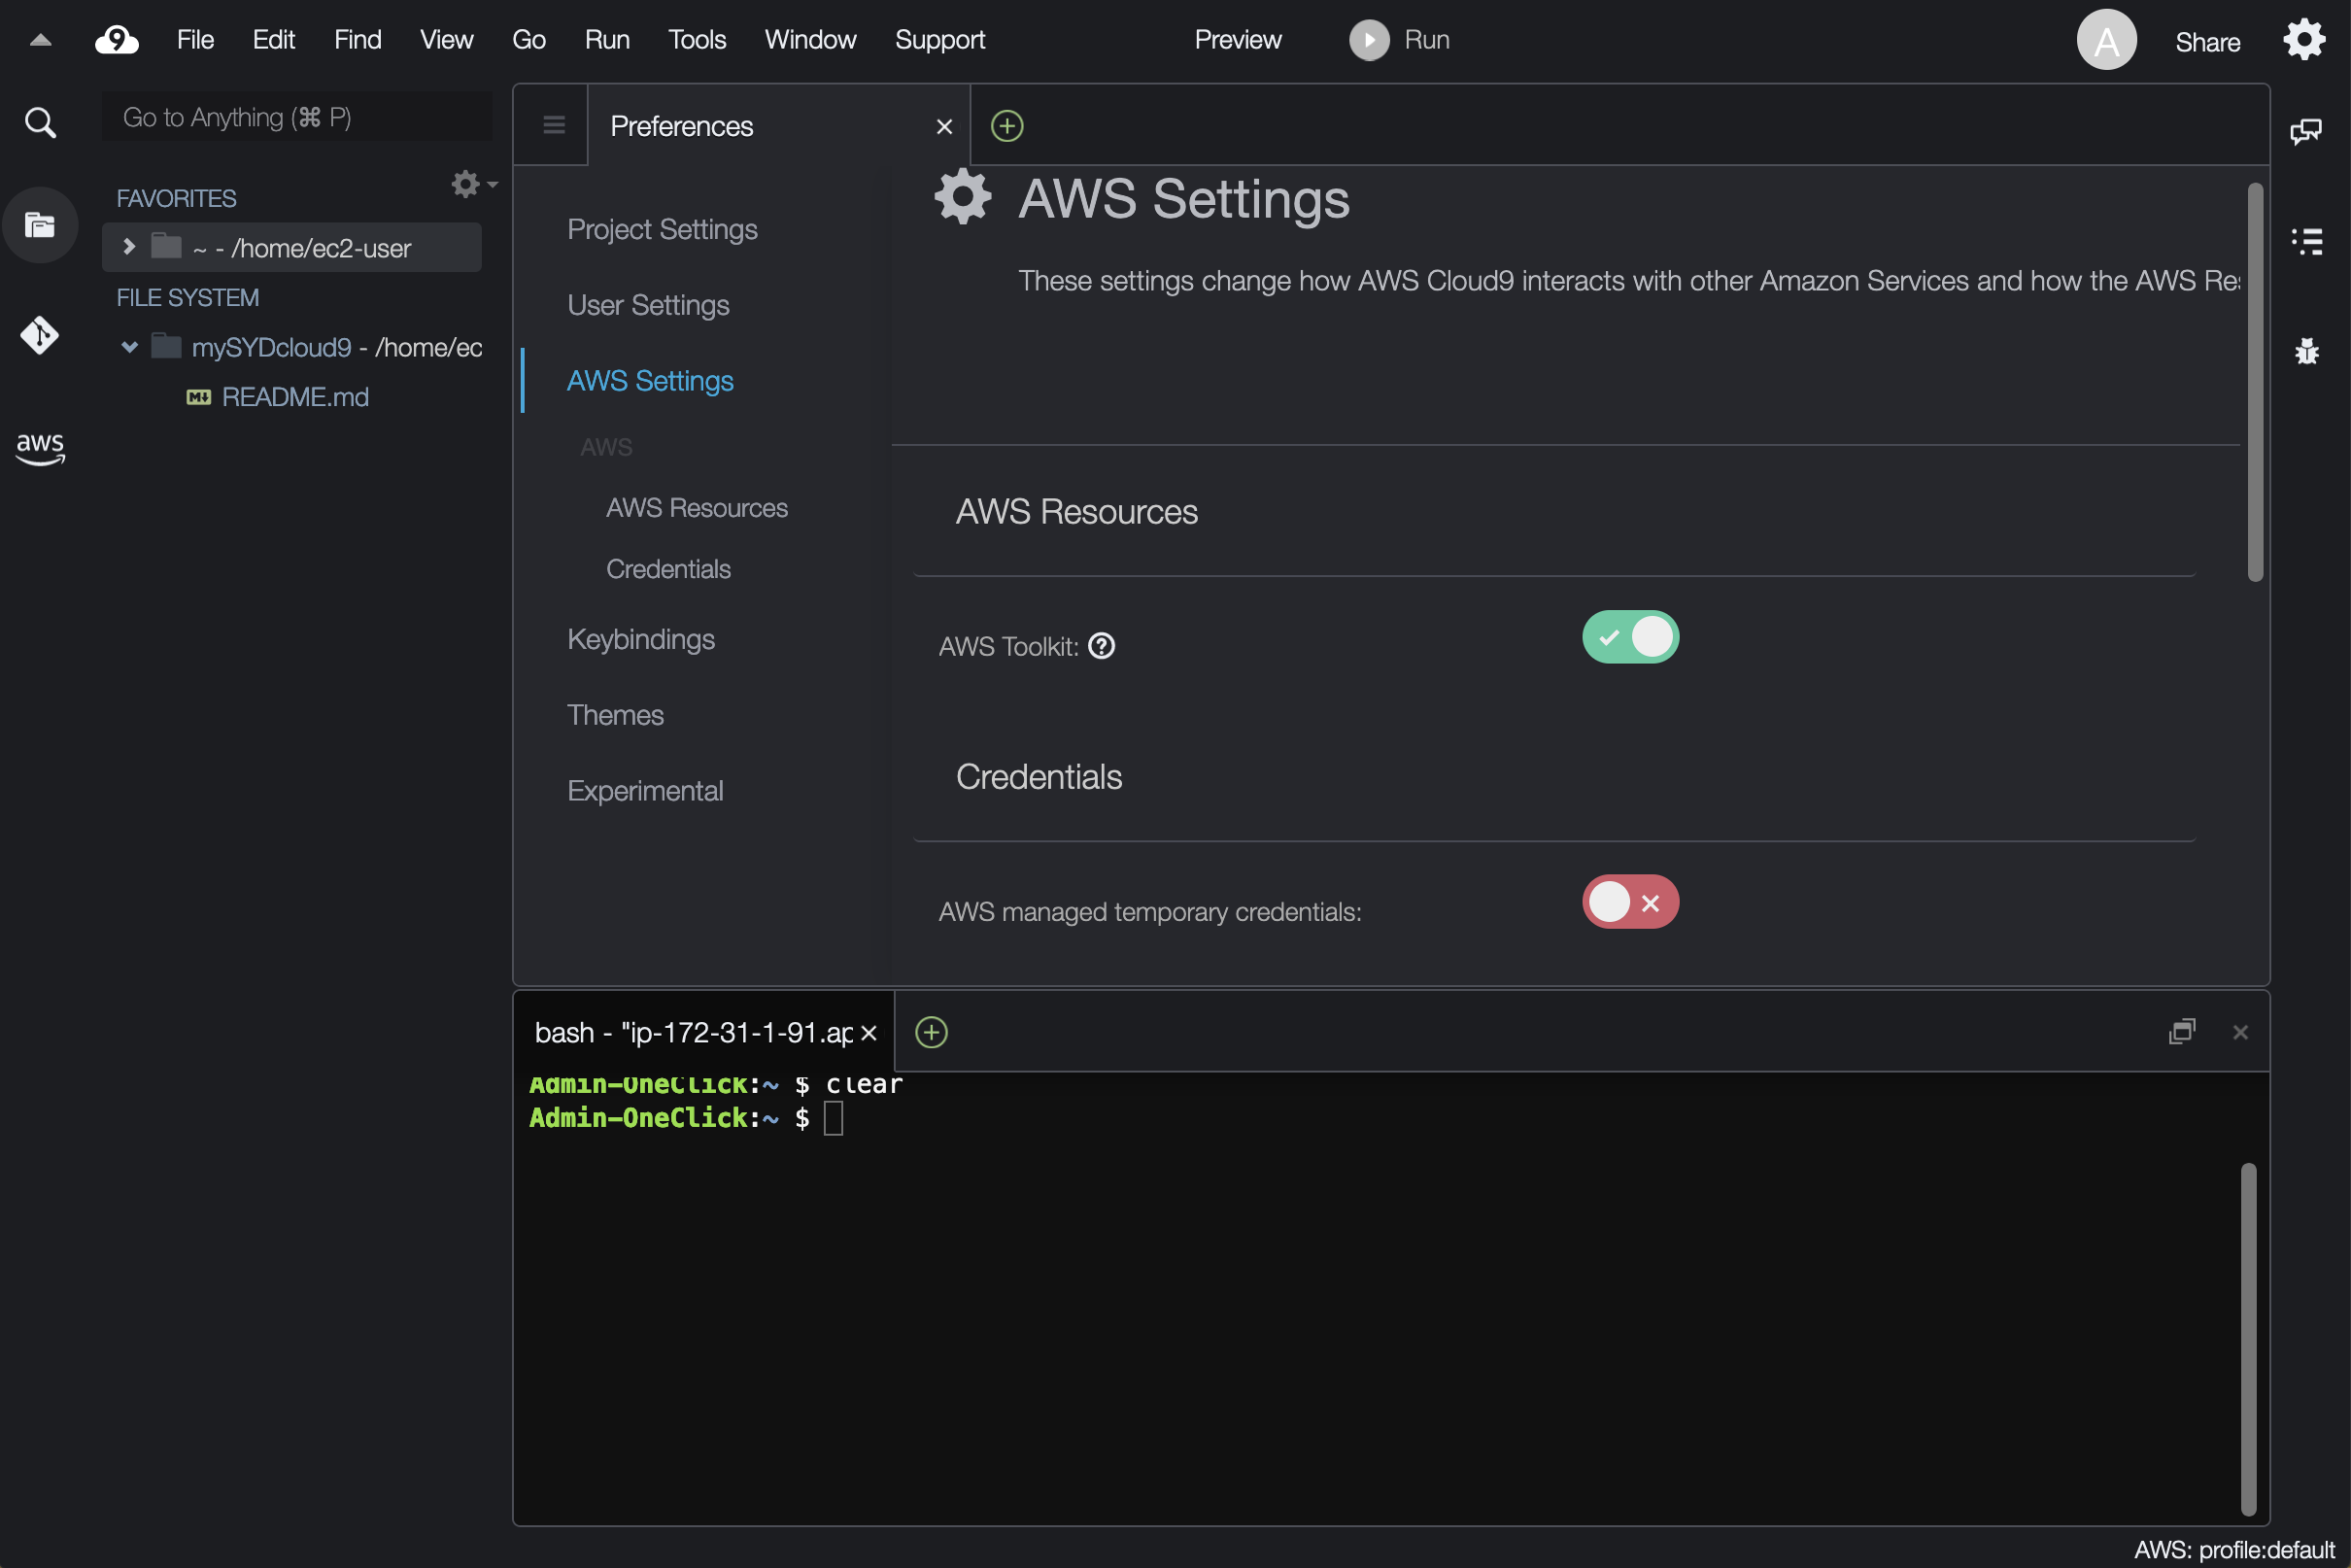 9 File Edit Find View Go Run Tools Window Support Preview Run A Share
Go to Anything (⌘ P)
FAVORITES
~ - /home/ec2-user
FILE SYSTEM
mySYDcloud9 - /home/ec
M↓ README.md
aws
Preferences
Project Settings
User Settings
AWS Settings
AWS
AWS Resources
Credentials
Keybindings
Themes
Experimental
AWS Settings
These settings change how AWS Cloud9 interacts with other Amazon Services and how the AWS Res
AWS Resources
AWS Toolkit: ?
Credentials
AWS managed temporary credentials:
bash - "ip-172-31-1-91.ap
Admin-OneClick:~ $ clear
Admin-OneClick:~ $
AWS: profile:default